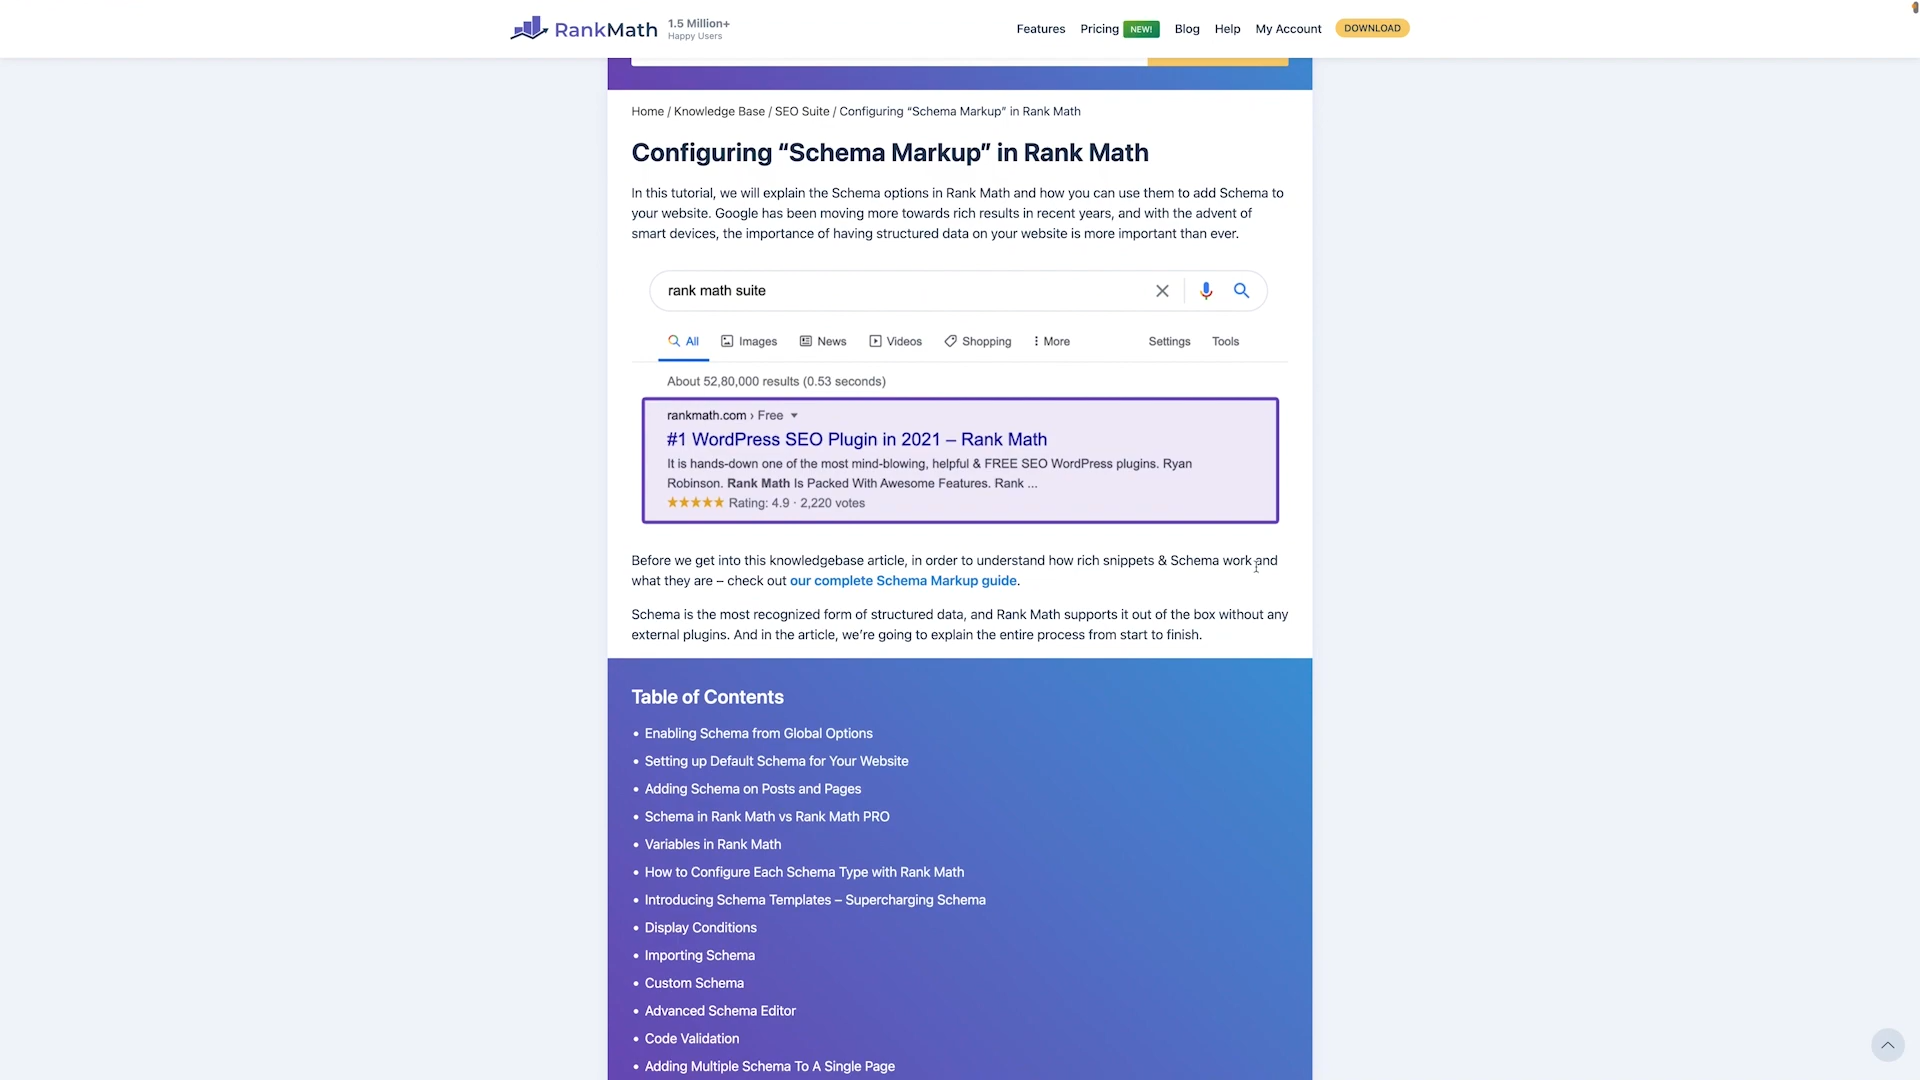 RankMath
1.5 Million+
Happy Users
Features
Pricing NEW!
Blog
Help
My Account
DOWNLOAD
Home / Knowledge Base / SEO Suite / Configuring “Schema Markup” in Rank Math
Configuring “Schema Markup” in Rank Math
In this tutorial, we will explain the Schema options in Rank Math and how you can use them to add Schema to
your website. Google has been moving more towards rich results in recent years, and with the advent of
smart devices, the importance of having structured data on your website is more important than ever.
rank math suite
All Images News Videos Shopping More Settings Tools
About 52,80,000 results (0.53 seconds)
rankmath.com › Free
#1 WordPress SEO Plugin in 2021 – Rank Math
It is hands-down one of the most mind-blowing, helpful & FREE SEO WordPress plugins. Ryan
Robinson. Rank Math Is Packed With Awesome Features. Rank ...
★★★★★ Rating: 4.9 · 2,220 votes
Before we get into this knowledgebase article, in order to understand how rich snippets & Schema work and
what they are – check out our complete Schema Markup guide.
Schema is the most recognized form of structured data, and Rank Math supports it out of the box without any
external plugins. And in the article, we’re going to explain the entire process from start to finish.
Table of Contents
• Enabling Schema from Global Options
• Setting up Default Schema for Your Website
• Adding Schema on Posts and Pages
• Schema in Rank Math vs Rank Math PRO
• Variables in Rank Math
• How to Configure Each Schema Type with Rank Math
• Introducing Schema Templates – Supercharging Schema
• Display Conditions
• Importing Schema
• Custom Schema
• Advanced Schema Editor
• Code Validation
• Adding Multiple Schema To A Single Page